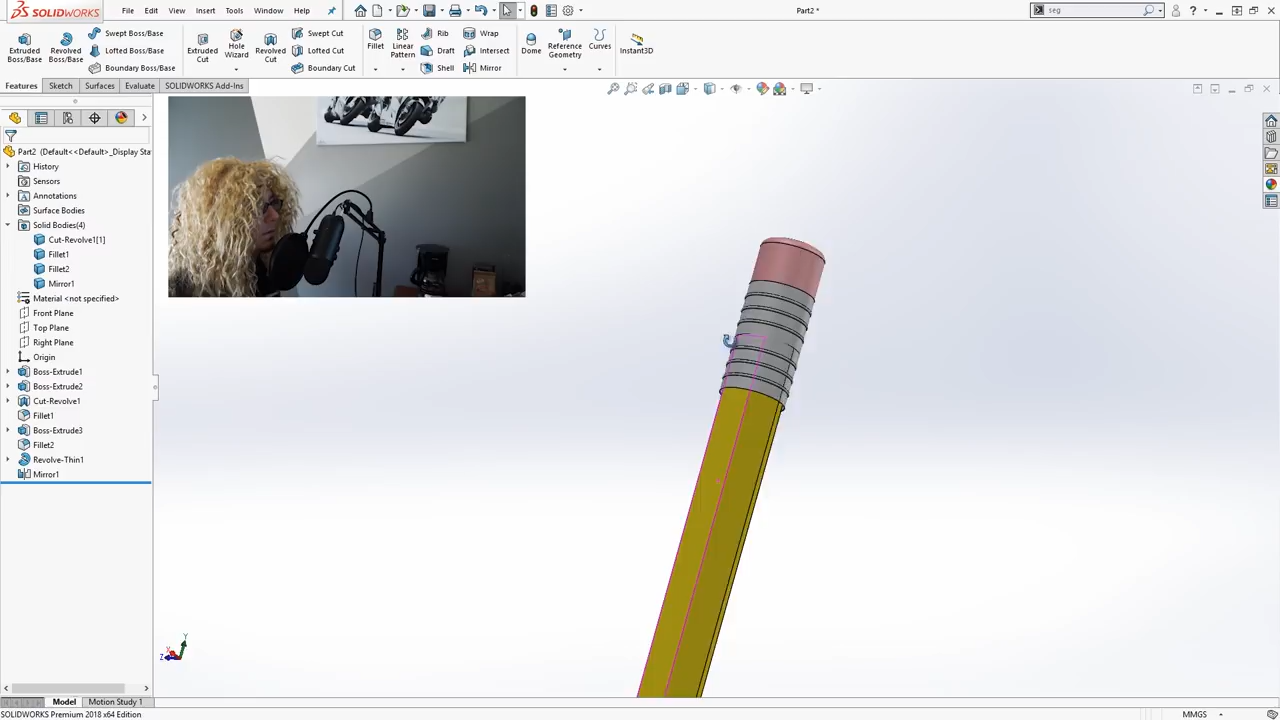 SOLIDWORKS
File
Edit
View
Insert
Tools
Window
Help
Part2 *
seg
Extruded Boss/Base
Revolved Boss/Base
Swept Boss/Base
Lofted Boss/Base
Boundary Boss/Base
Extruded Cut
Hole Wizard
Revolved Cut
Swept Cut
Lofted Cut
Boundary Cut
Fillet
Linear Pattern
Rib
Draft
Shell
Wrap
Intersect
Mirror
Dome
Reference Geometry
Curves
Instant3D
Features
Sketch
Surfaces
Evaluate
SOLIDWORKS Add-Ins
Part2 (Default<<Default>_Display Sta
History
Sensors
Annotations
Surface Bodies
Solid Bodies(4)
Cut-Revolve1[1]
Fillet1
Fillet2
Mirror1
Material <not specified>
Front Plane
Top Plane
Right Plane
Origin
Boss-Extrude1
Boss-Extrude2
Cut-Revolve1
Fillet1
Boss-Extrude3
Fillet2
Revolve-Thin1
Mirror1
Y
Z
Model
Motion Study 1
SOLIDWORKS Premium 2018 x64 Edition
MMGS